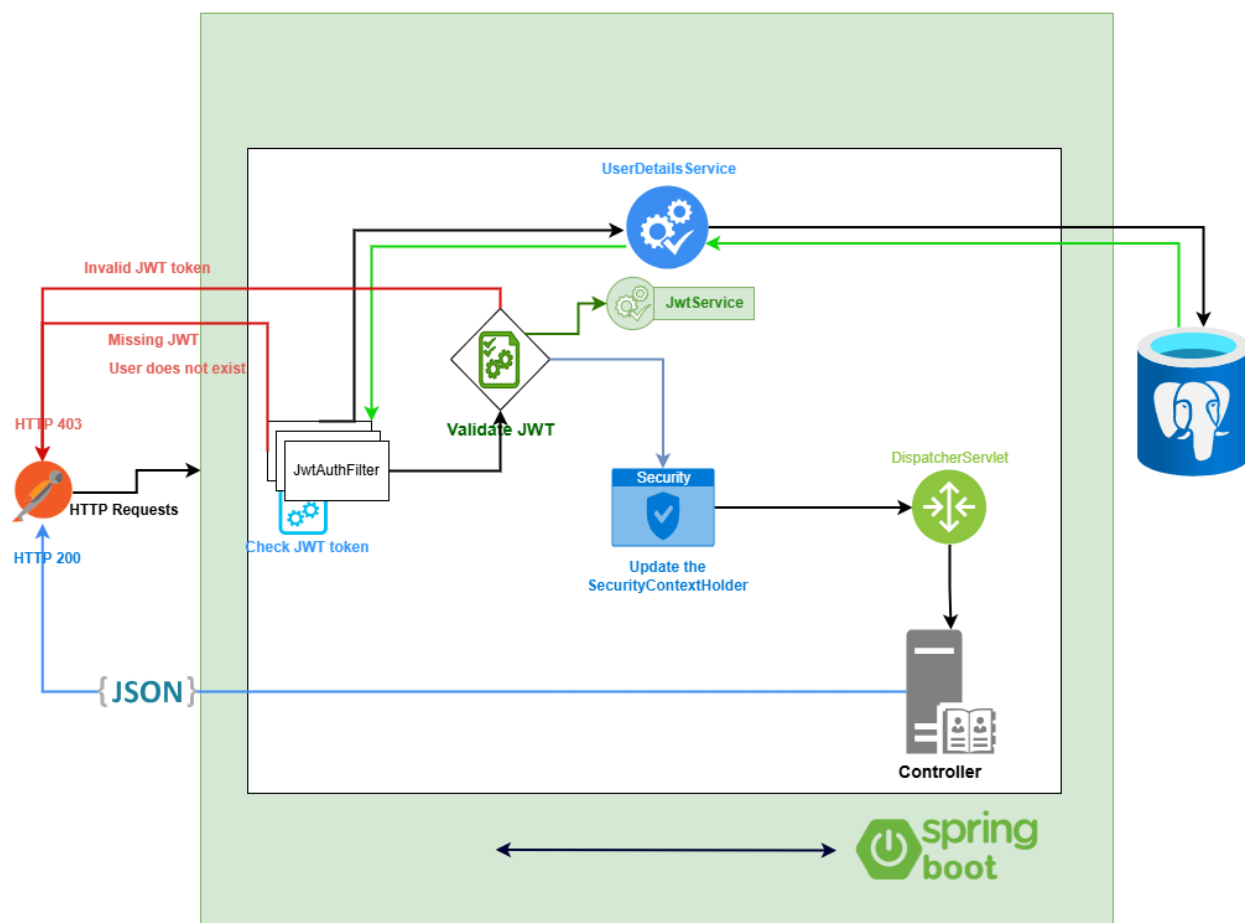 UserDetailsService
Invalid JWT token
JwtService
Missing JWT
User does not exist
HTTP 403
Validate JWT
JwtAuthFilter
DispatcherServlet
Security
HTTP Requests
Check JWT token
HTTP 200
Update the
SecurityContextHolder
{JSON}
Controller
spring
boot